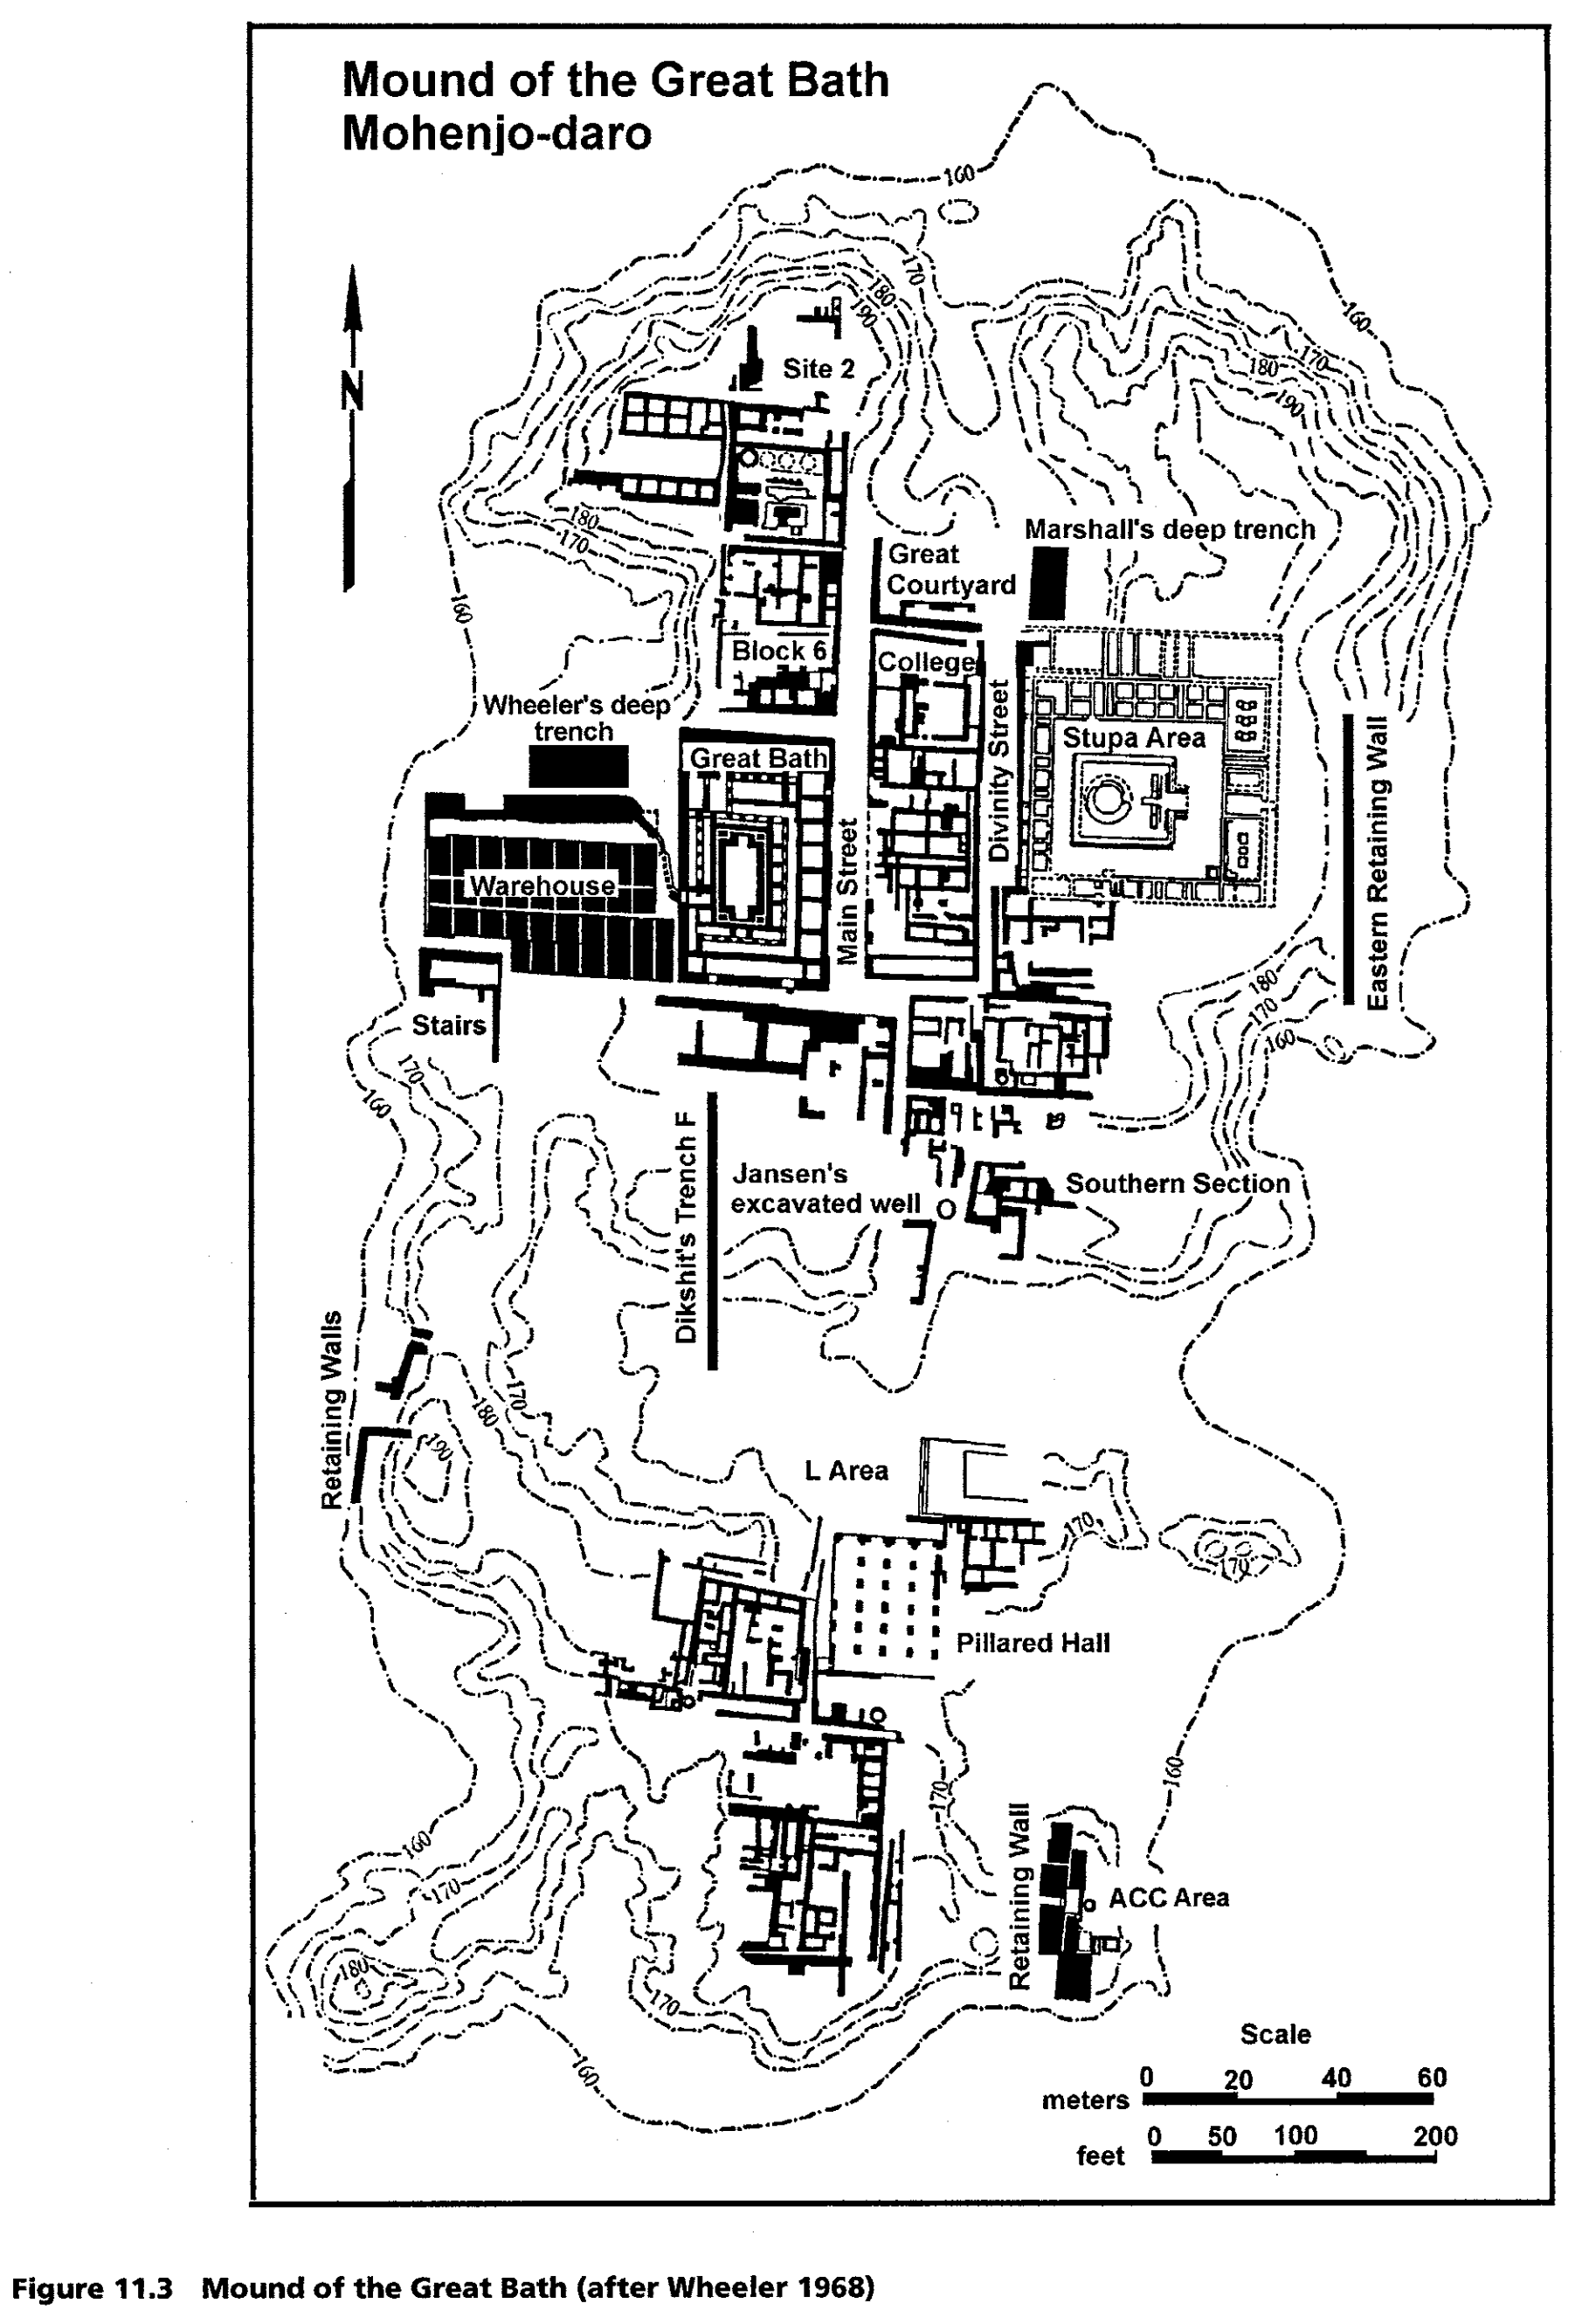 Mound of the Great Bath
Mohenjo-daro
160
170
180
190
160
170
180
190
N
Site 2
180
170
160
Great
Courtyard
Marshall's deep trench
Block 6
College
Wheeler's deep
trench
Great Bath
Divinity Street
Stupa Area
Eastern Retaining Wall
Main Street
Warehouse
Stairs
180
170
160
170
160
Dikshit's Trench F
Jansen's
excavated well
Southern Section
Retaining Walls
170
180
190
L Area
170
170
Pillared Hall
160
170
160
170
180
Retaining Wall
ACC Area
170
160
Scale
0 20 40 60
meters
0 50 100 200
feet
Figure 11.3 Mound of the Great Bath (after Wheeler 1968)